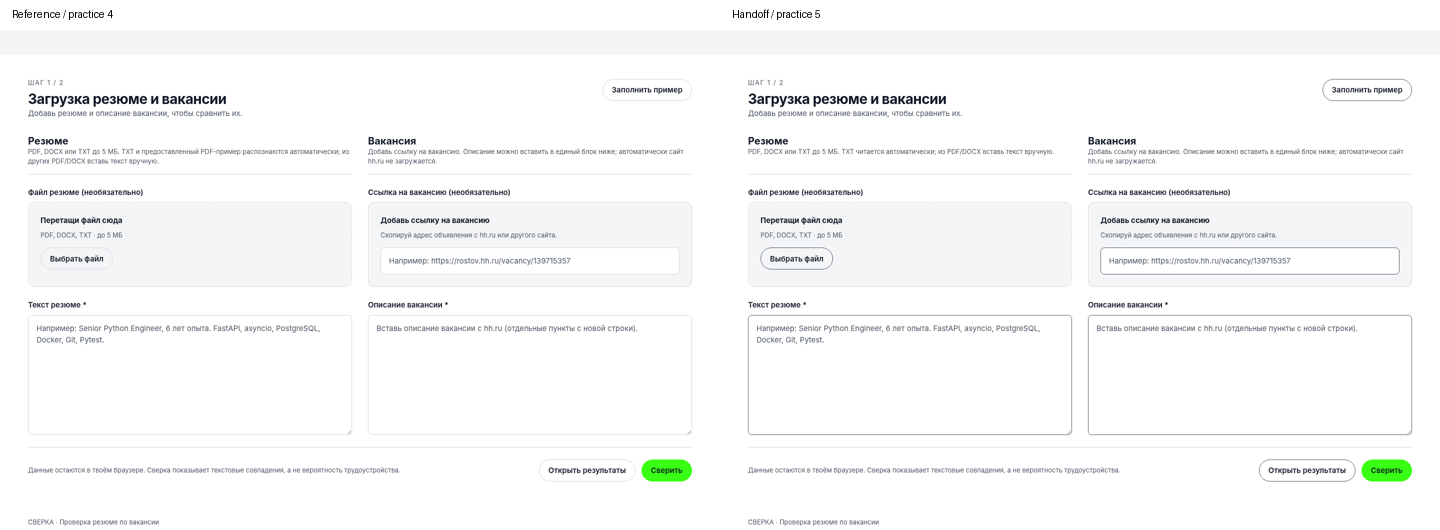 Reference / practice 4
ШАГ 1 / 2
Загрузка резюме и вакансии
Добавь резюме и описание вакансии, чтобы сравнить их.
Заполнить пример
Резюме
PDF, DOCX или TXT до 5 МБ. TXT и предоставленный PDF-пример распознаются автоматически; из
других PDF/DOCX вставь текст вручную.
Вакансия
Добавь ссылку на вакансию. Описание можно вставить в единый блок ниже; автоматически сайт
hh.ru не загружается.
Файл резюме (необязательно)
Перетащи файл сюда
PDF, DOCX, TXT · до 5 МБ
Выбрать файл
Ссылка на вакансию (необязательно)
Добавь ссылку на вакансию
Скопируй адрес объявления с hh.ru или другого сайта.
Например: https://rostov.hh.ru/vacancy/139715357
Текст резюме *
Например: Senior Python Engineer, 6 лет опыта. FastAPI, asyncio, PostgreSQL,
Docker, Git, Pytest.
Описание вакансии *
Вставь описание вакансии с hh.ru (отдельные пункты с новой строки).
Данные остаются в твоём браузере. Сверка показывает текстовые совпадения, а не вероятность трудоустройства.
Открыть результаты
Сверить
СВЕРКА · Проверка резюме по вакансии
Handoff / practice 5
ШАГ 1 / 2
Загрузка резюме и вакансии
Добавь резюме и описание вакансии, чтобы сравнить их.
Заполнить пример
Резюме
PDF, DOCX или TXT до 5 МБ. TXT читается автоматически; из PDF/DOCX вставь текст вручную.
Вакансия
Добавь ссылку на вакансию. Описание можно вставить в единый блок ниже; автоматически сайт
hh.ru не загружается.
Файл резюме (необязательно)
Перетащи файл сюда
PDF, DOCX, TXT · до 5 МБ
Выбрать файл
Ссылка на вакансию (необязательно)
Добавь ссылку на вакансию
Скопируй адрес объявления с hh.ru или другого сайта.
Например: https://rostov.hh.ru/vacancy/139715357
Текст резюме *
Например: Senior Python Engineer, 6 лет опыта. FastAPI, asyncio, PostgreSQL,
Docker, Git, Pytest.
Описание вакансии *
Вставь описание вакансии с hh.ru (отдельные пункты с новой строки).
Данные остаются в твоём браузере. Сверка показывает текстовые совпадения, а не вероятность трудоустройства.
Открыть результаты
Сверить
СВЕРКА · Проверка резюме по вакансии